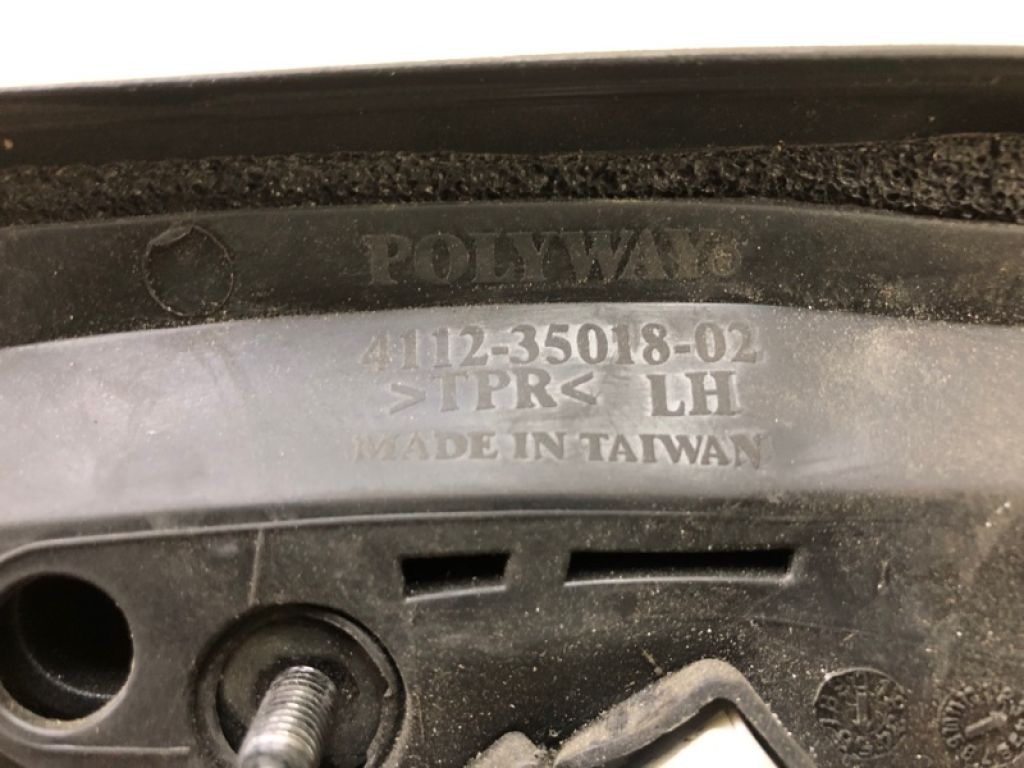 POLYWAY®
4112-35018-02
>TPR< LH
MADE IN TAIWAN